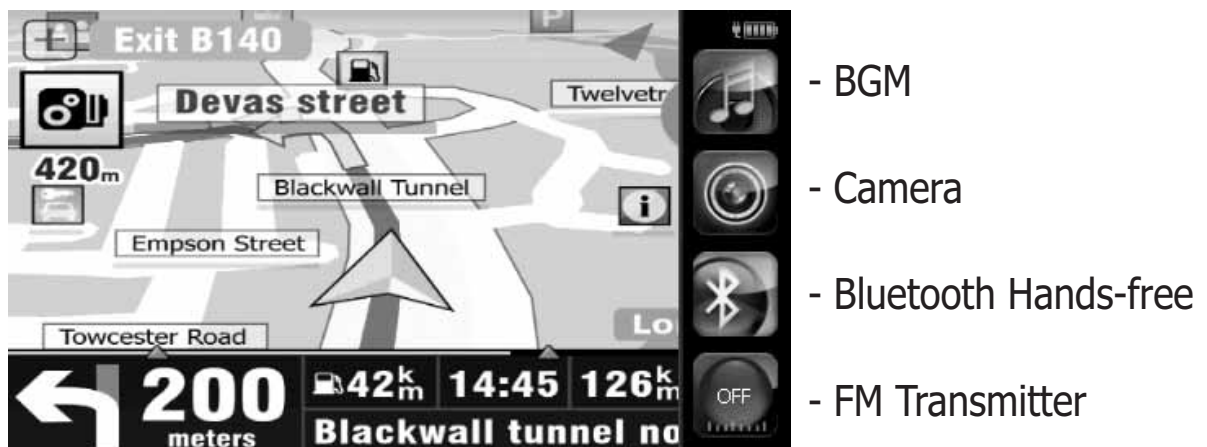 Exit B140
P
Devas street
Twelvetr
420m
Blackwall Tunnel
i
Empson Street
Lo
Towcester Road
200
meters
42km
14:45
126km
Blackwall tunnel no
- BGM
- Camera
- Bluetooth Hands-free
OFF
- FM Transmitter